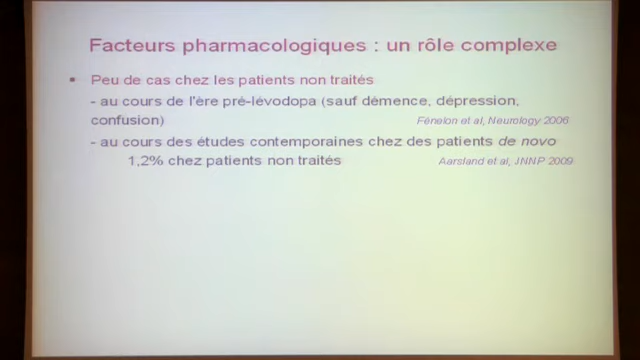 Facteurs pharmacologiques : un rôle complexe
▪ Peu de cas chez les patients non traités
- au cours de l'ère pré-lévodopa (sauf démence, dépression,
confusion) Fénelon et al, Neurology 2006
- au cours des études contemporaines chez des patients de novo
1,2% chez patients non traités Aarsland et al, JNNP 2009